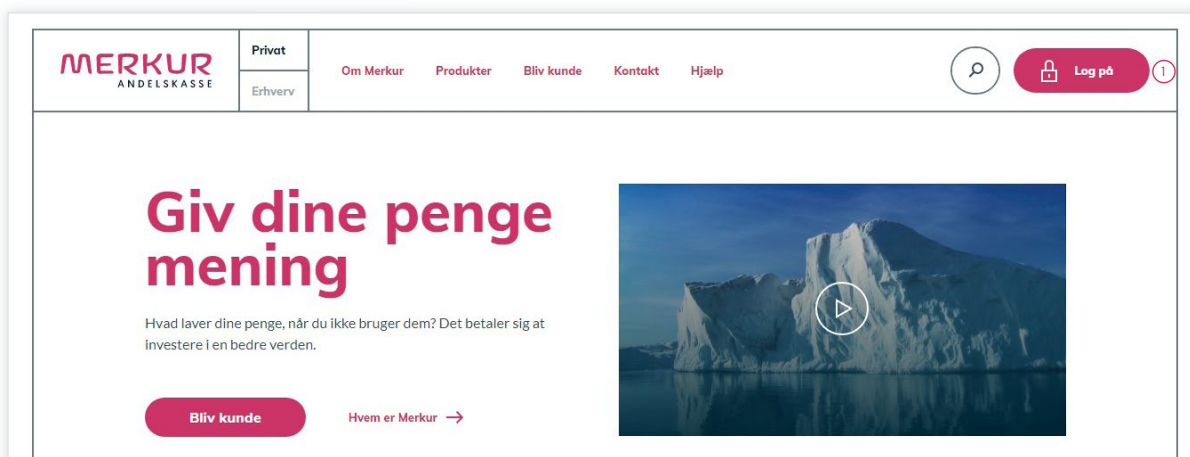 MERKUR
ANDELSKASSE
Privat
Erhverv
Om Merkur Produkter Bliv kunde Kontakt Hjælp
Log på
1
Giv dine penge
mening
Hvad laver dine penge, når du ikke bruger dem? Det betaler sig at
investere i en bedre verden.
Bliv kunde
Hvem er Merkur →